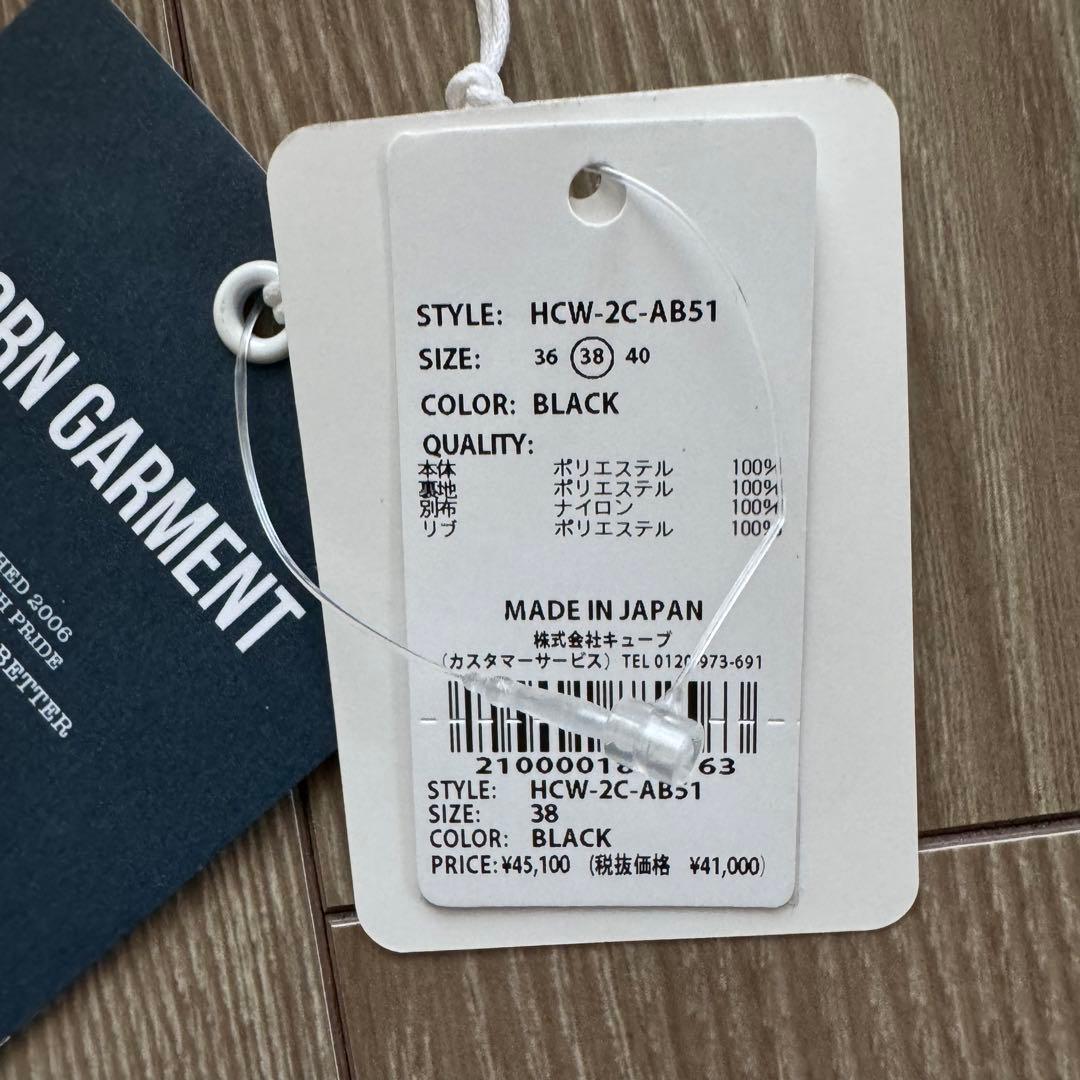 GARMENT
2006
PRIDE
BETTER
STYLE: HCW-2C-AB51
SIZE: 36 38 40
COLOR: BLACK
QUALITY:
本体 ポリエステル 100%
裏地 ポリエステル 100%
別布 ナイロン 100%
リブ ポリエステル 100%
MADE IN JAPAN
株式会社キューブ
(カスタマーサービス) TEL 0120-973-691
STYLE: HCW-2C-AB51
SIZE: 38
COLOR: BLACK
PRICE: ¥45,100 (税抜価格 ¥41,000)